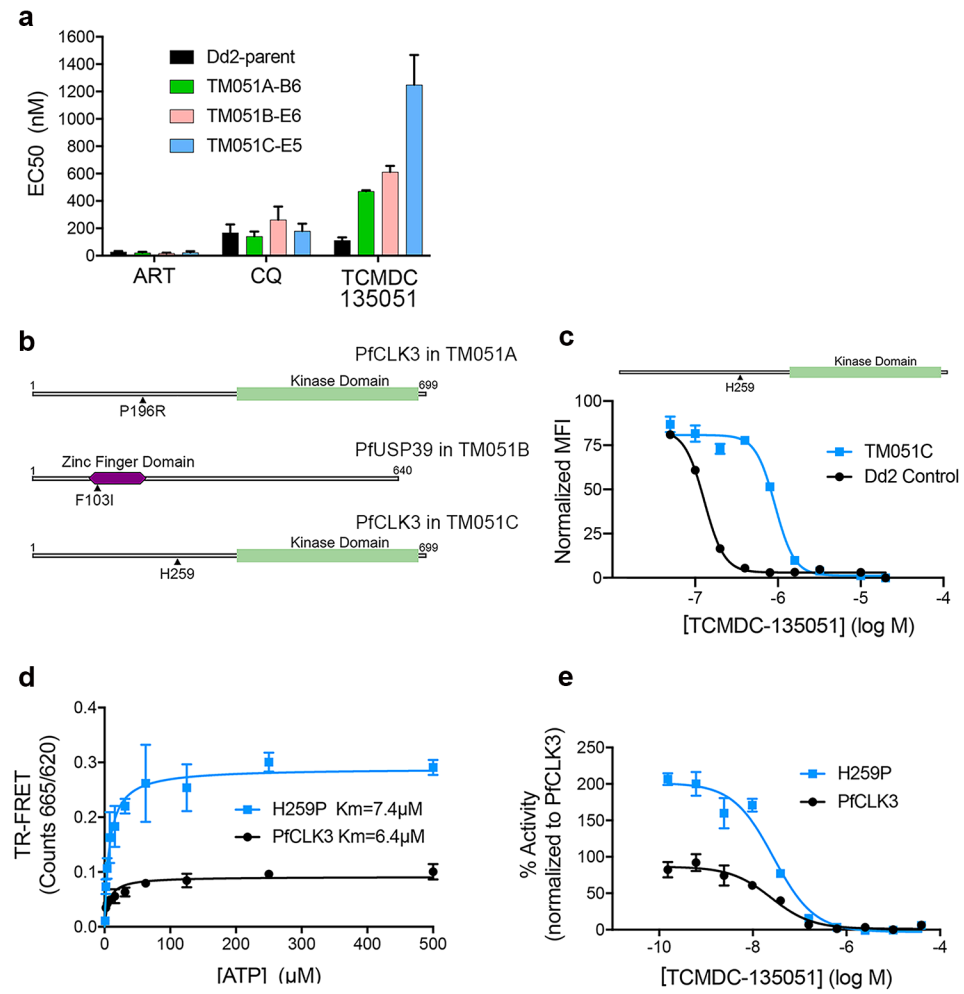 a
1600
1400
1200
1000
800
600
400
200
0
EC50 (nM)
Dd2-parent
TM051A-B6
TM051B-E6
TM051C-E5
ART
CQ
TCMDC
135051
b
PfCLK3 in TM051A
1
Kinase Domain
699
P196R
PfUSP39 in TM051B
1
Zinc Finger Domain
640
F103I
PfCLK3 in TM051C
1
Kinase Domain
699
H259
c
Kinase Domain
H259
100
75
50
25
0
Normalized MFI
TM051C
Dd2 Control
-7
-6
-5
-4
[TCMDC-135051] (log M)
d
0.4
0.3
0.2
0.1
0.0
TR-FRET
(Counts 665/620)
H259P Km=7.4µM
PfCLK3 Km=6.4µM
0
100
200
300
400
500
[ATP] (µM)
e
250
200
150
100
50
0
% Activity
(normalized to PfCLK3)
H259P
PfCLK3
-10
-8
-6
-4
[TCMDC-135051] (log M)